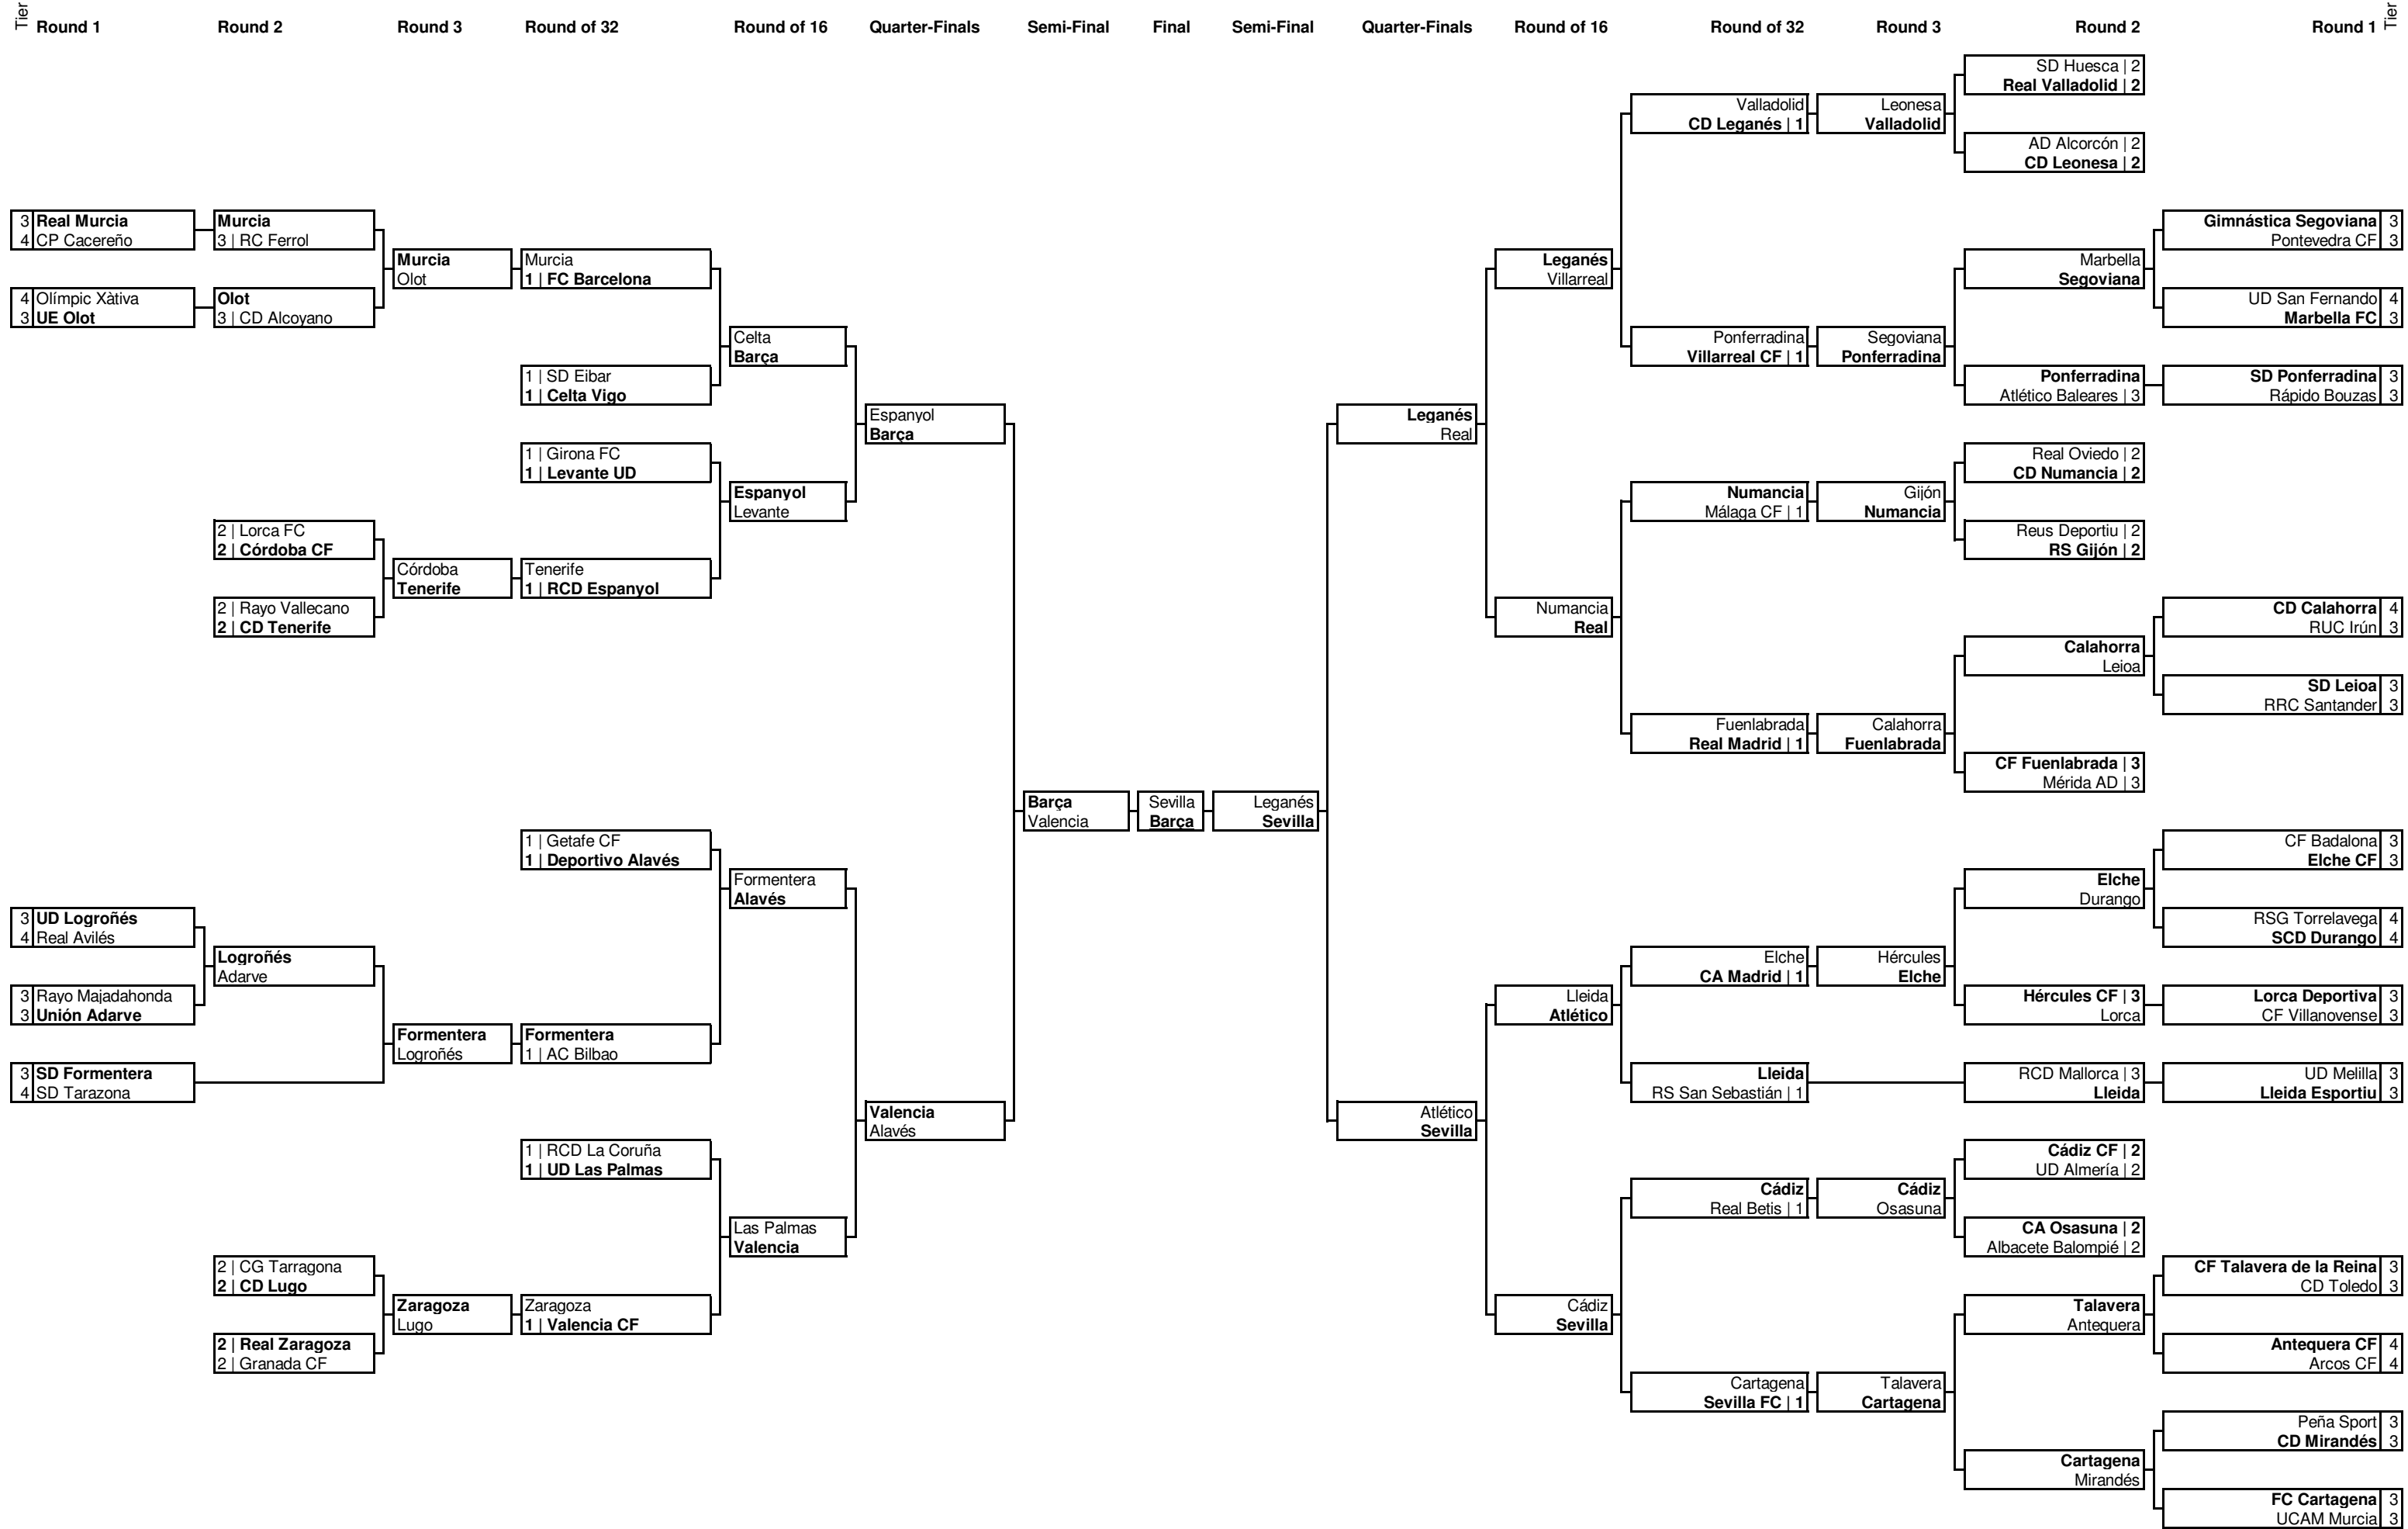 Tier
Round 1
Round 2
Round 3
Round of 32
Round of 16
Quarter-Finals
Semi-Final
Final
Semi-Final
Quarter-Finals
Round of 16
Round of 32
Round 3
Round 2
Round 1
Tier
3 Real Murcia
4 CP Cacereño
4 Olímpic Xàtiva
3 UE Olot
3 UD Logroñés
4 Real Avilés
3 Rayo Majadahonda
3 Unión Adarve
3 SD Formentera
4 SD Tarazona
Murcia
3 | RC Ferrol
Olot
3 | CD Alcoyano
2 | Lorca FC
2 | Córdoba CF
2 | Rayo Vallecano
2 | CD Tenerife
Logroñés
Adarve
2 | CG Tarragona
2 | CD Lugo
2 | Real Zaragoza
2 | Granada CF
Murcia
Olot
Córdoba
Tenerife
Formentera
Logroñés
Zaragoza
Lugo
Murcia
1 | FC Barcelona
1 | SD Eibar
1 | Celta Vigo
1 | Girona FC
1 | Levante UD
Tenerife
1 | RCD Espanyol
1 | Getafe CF
1 | Deportivo Alavés
Formentera
1 | AC Bilbao
1 | RCD La Coruña
1 | UD Las Palmas
Zaragoza
1 | Valencia CF
Celta
Barça
Espanyol
Levante
Formentera
Alavés
Las Palmas
Valencia
Espanyol
Barça
Valencia
Alavés
Barça
Valencia
Sevilla
Barça
Leganés
Sevilla
Leganés
Real
Atlético
Sevilla
Leganés
Villarreal
Numancia
Real
Lleida
Atlético
Cádiz
Sevilla
Valladolid
CD Leganés | 1
Ponferradina
Villarreal CF | 1
Numancia
Málaga CF | 1
Fuenlabrada
Real Madrid | 1
Elche
CA Madrid | 1
Lleida
RS San Sebastián | 1
Cádiz
Real Betis | 1
Cartagena
Sevilla FC | 1
Leonesa
Valladolid
Segoviana
Ponferradina
Gijón
Numancia
Calahorra
Fuenlabrada
Hércules
Elche
Cádiz
Osasuna
Talavera
Cartagena
SD Huesca | 2
Real Valladolid | 2
AD Alcorcón | 2
CD Leonesa | 2
Marbella
Segoviana
Ponferradina
Atlético Baleares | 3
Real Oviedo | 2
CD Numancia | 2
Reus Deportiu | 2
RS Gijón | 2
Calahorra
Leioa
CF Fuenlabrada | 3
Mérida AD | 3
Elche
Durango
Hércules CF | 3
Lorca
RCD Mallorca | 3
Lleida
Cádiz CF | 2
UD Almería | 2
CA Osasuna | 2
Albacete Balompié | 2
Talavera
Antequera
Cartagena
Mirandés
Gimnástica Segoviana 3
Pontevedra CF 3
UD San Fernando 4
Marbella FC 3
SD Ponferradina 3
Rápido Bouzas 3
CD Calahorra 4
RUC Irún 3
SD Leioa 3
RRC Santander 3
CF Badalona 3
Elche CF 3
RSG Torrelavega 4
SCD Durango 4
Lorca Deportiva 3
CF Villanovense 3
UD Melilla 3
Lleida Esportiu 3
CF Talavera de la Reina 3
CD Toledo 3
Antequera CF 4
Arcos CF 4
Peña Sport 3
CD Mirandés 3
FC Cartagena 3
UCAM Murcia 3